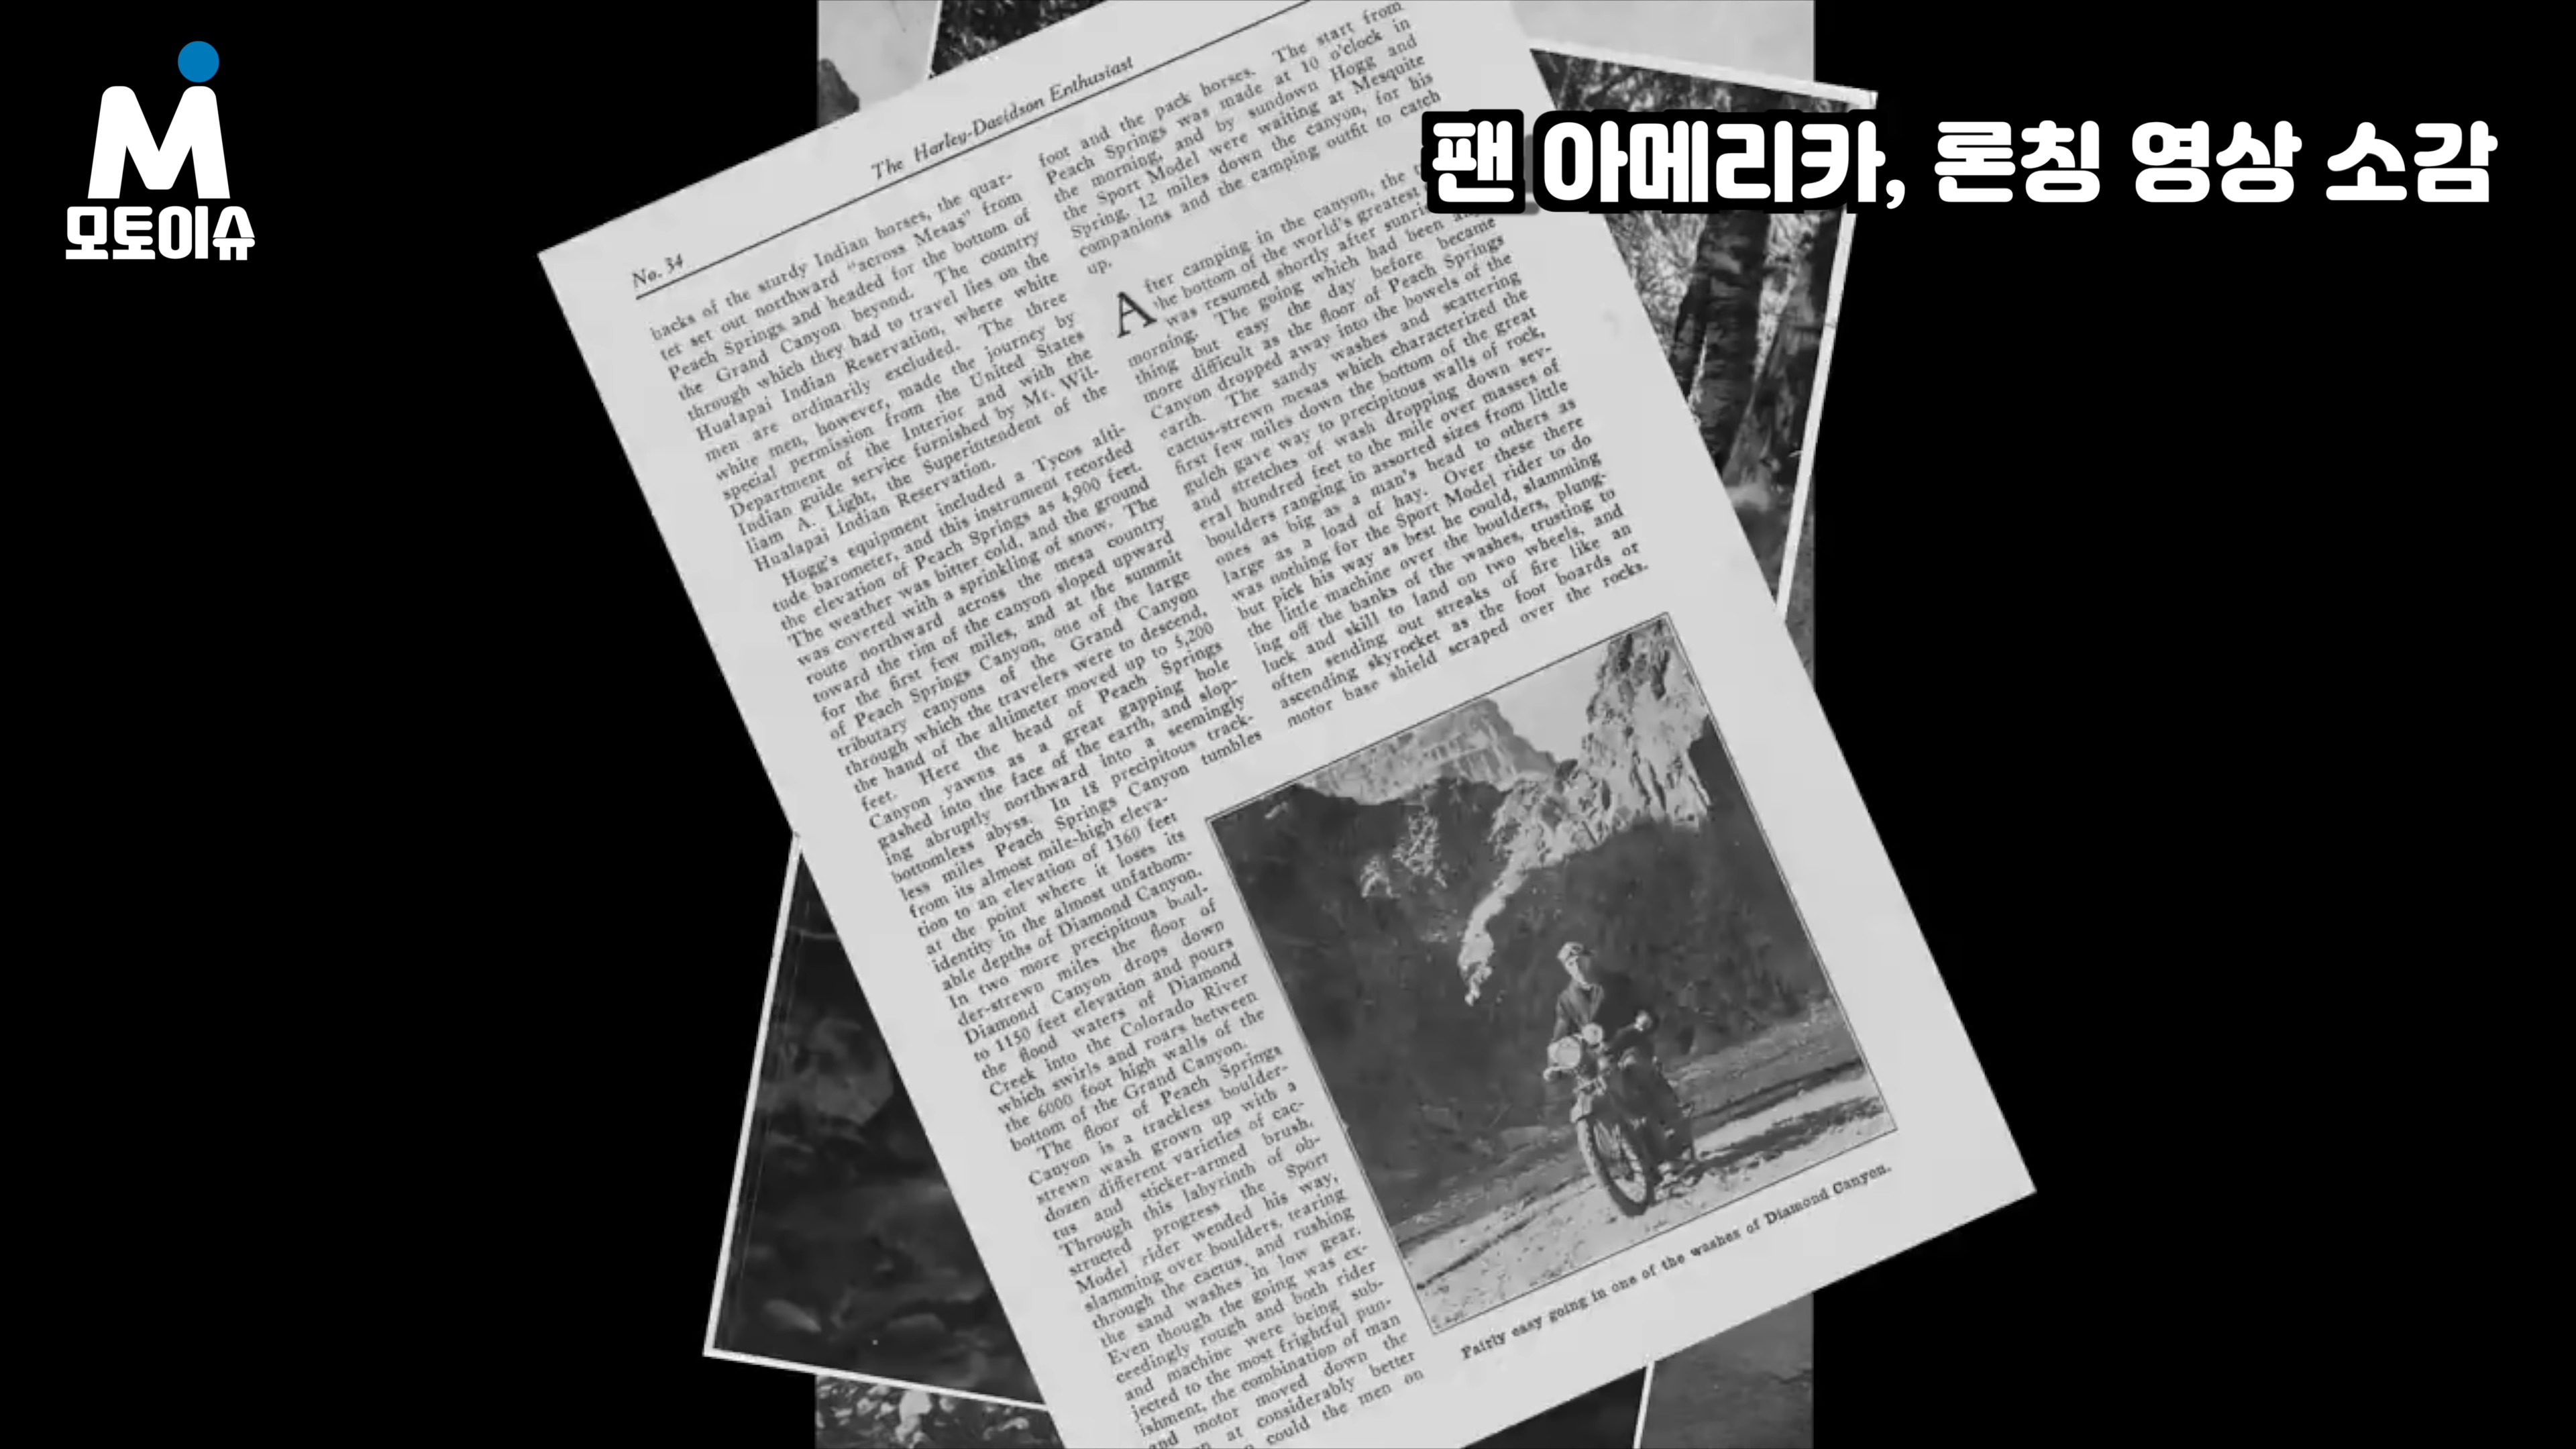 모토이슈
팬 아메리카, 론칭 영상 소감
The Harley-Davidson Enthusiast
No. 34
backs of the sturdy Indian horses, the quar-
tet set out northward "across Mesas" from
Peach Springs and headed for the bottom of
the Grand Canyon beyond. The country
through which they had to travel lies on the
Hualapai Indian Reservation, where white
men are ordinarily excluded. The three
white men, however, made the journey by
special permission from the United States
Department of the Interior and with the
Indian guide service furnished by Mr. Wil-
liam A. Light, the Superintendent of the
Hualapai Indian Reservation.
Hogg's equipment included a Tycos alti-
tude barometer, and this instrument recorded
the elevation of Peach Springs as 4,900 feet.
The weather was bitter cold, and the ground
was covered with a sprinkling of snow. The
route northward across the mesa country
toward the rim of the canyon sloped upward
for the first few miles, and at the summit
of Peach Springs Canyon, one of the large
tributary canyons of the Grand Canyon
through which the travelers were to descend,
the hand of the altimeter moved up to 5,200
feet. Here the head of Peach Springs
Canyon yawns as a great gapping hole
gashed into the face of the earth, and slop-
ing abruptly northward into a seemingly
bottomless abyss. In 18 precipitous track-
less miles Peach Springs Canyon tumbles
from its almost mile-high eleva-
tion to an elevation of 1360 feet
at the point where it loses its
identity in the almost unfathom-
able depths of Diamond Canyon.
In two more precipitous boul-
der-strewn miles the floor of
Diamond Canyon drops down
to 1150 feet elevation and pours
the flood waters of Diamond
Creek into the Colorado River
which swirls and roars between
the 6000 foot high walls of the
bottom of the Grand Canyon.
The floor of Peach Springs
Canyon is a trackless boulder-
strewn wash grown up with a
dozen different varieties of cac-
tus and sticker-armed brush.
Through this labyrinth of ob-
structed progress the Sport
Model rider wended his way,
slamming over boulders, tearing
through the cactus, and rushing
the sand washes in low gear.
Even though the going was ex-
ceedingly rough and both rider
and machine were being sub-
jected to the most frightful pun-
ishment, the combination of man
and motor moved down the
at considerably better
could the men on
foot and the pack horses. The start from
Peach Springs was made at 10 o'clock in
the morning, and by sundown Hogg and
the Sport Model were waiting at Mesquite
Spring, 12 miles down the canyon, for his
companions and the camping outfit to catch
up.
After camping in the canyon, the
the bottom of the world's greatest
was resumed shortly after
morning. The going which had been
thing but easy the day before became
more difficult as the floor of Peach Springs
Canyon dropped away into the bowels of the
earth. The sandy washes and scattering
cactus-strewn mesas which characterized the
first few miles down the bottom of the great
gulch gave way to precipitous walls of rock,
and stretches of wash dropping down sev-
eral hundred feet to the mile over masses of
boulders ranging in assorted sizes from little
ones as big as a man's head to others as
large as a load of hay. Over these there
was nothing for the Sport Model rider to do
but pick his way as best he could, slamming
the little machine over the boulders, plung-
ing off the banks of the washes, trusting to
luck and skill to land on two wheels, and
often sending out streaks of fire like an
ascending skyrocket as the foot boards or
motor base shield scraped over the rocks.
Fairly easy going in one of the washes of Diamond Canyon.